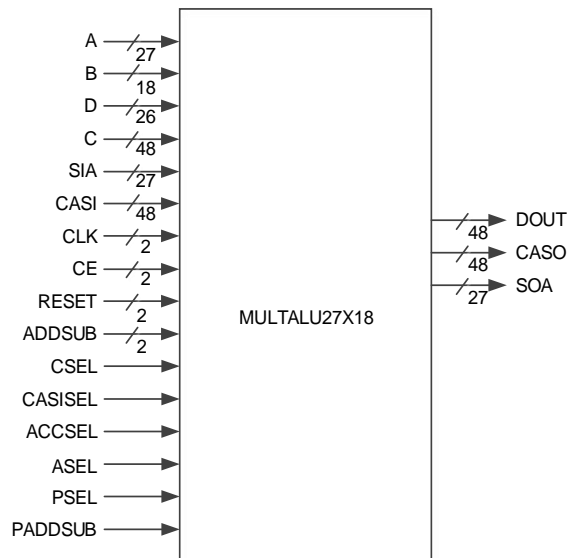 A
27
B
18
D
26
C
48
SIA
27
CASI
48
CLK
2
CE
2
RESET
2
ADDSUB
2
CSEL
CASISEL
ACCSEL
ASEL
PSEL
PADDSUB
MULTALU27X18
DOUT
48
CASO
48
SOA
27